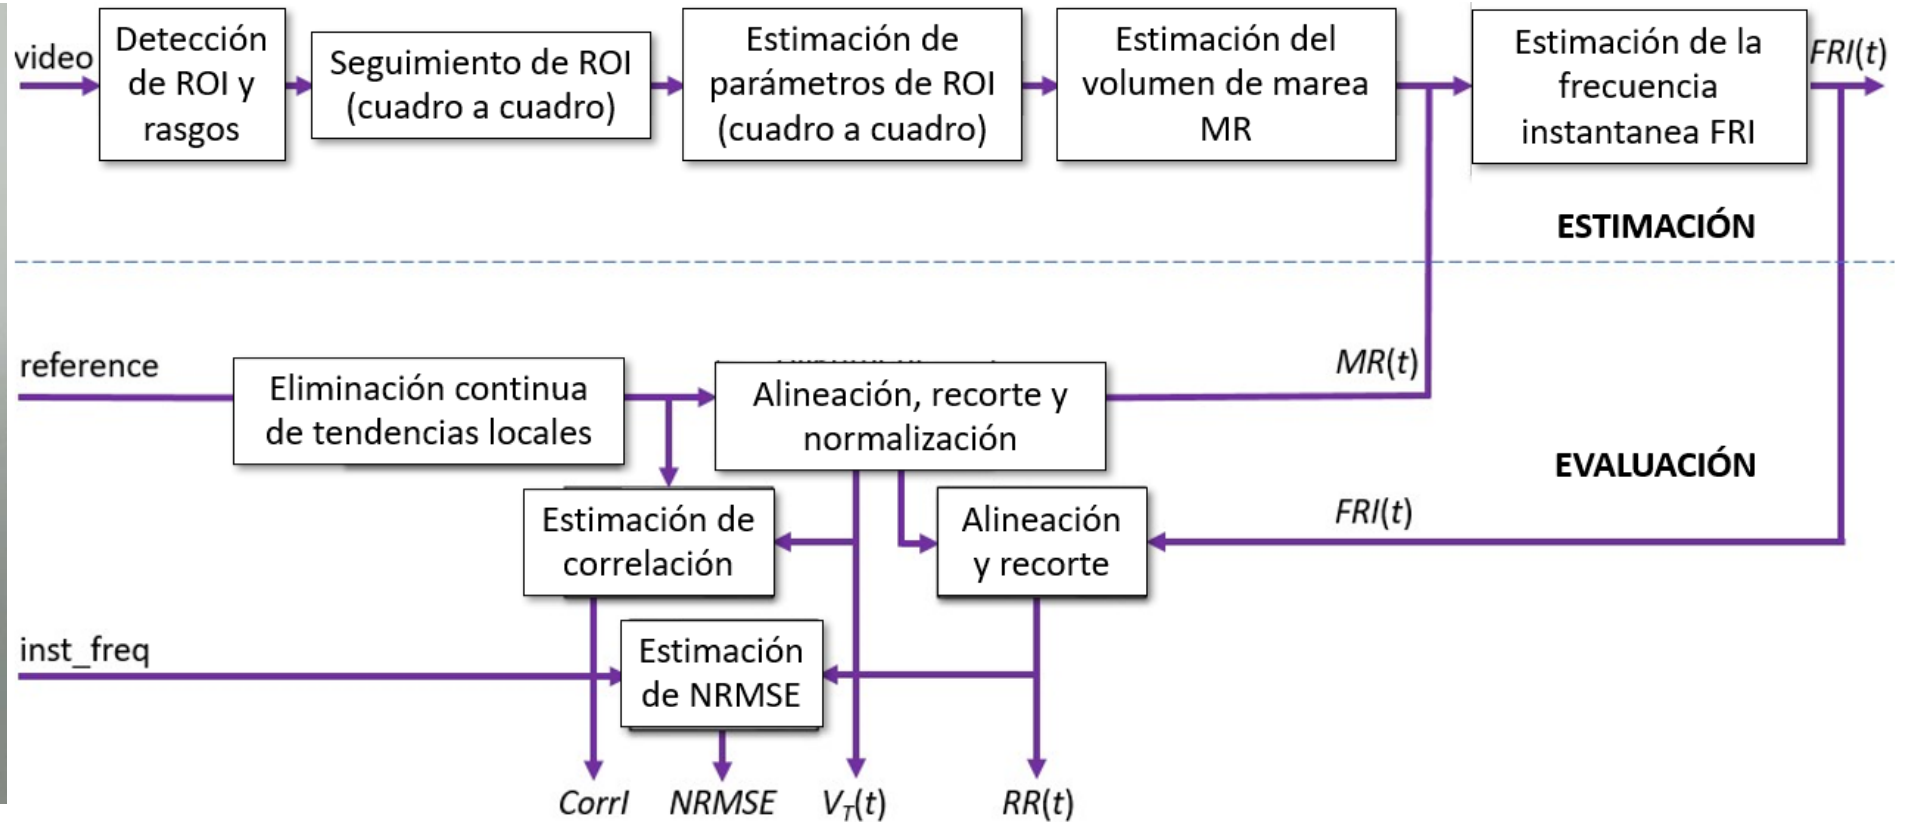 video
Detección
de ROI y
rasgos
Seguimiento de ROI
(cuadro a cuadro)
Estimación de
parámetros de ROI
(cuadro a cuadro)
Estimación del
volumen de marea
MR
Estimación de la
frecuencia
instantanea FRI
FRI(t)
ESTIMACIÓN
reference
Eliminación continua
de tendencias locales
Alineación, recorte y
normalización
MR(t)
EVALUACIÓN
Estimación de
correlación
Alineación
y recorte
FRI(t)
inst_freq
Estimación
de NRMSE
CorrI
NRMSE
V_T(t)
RR(t)